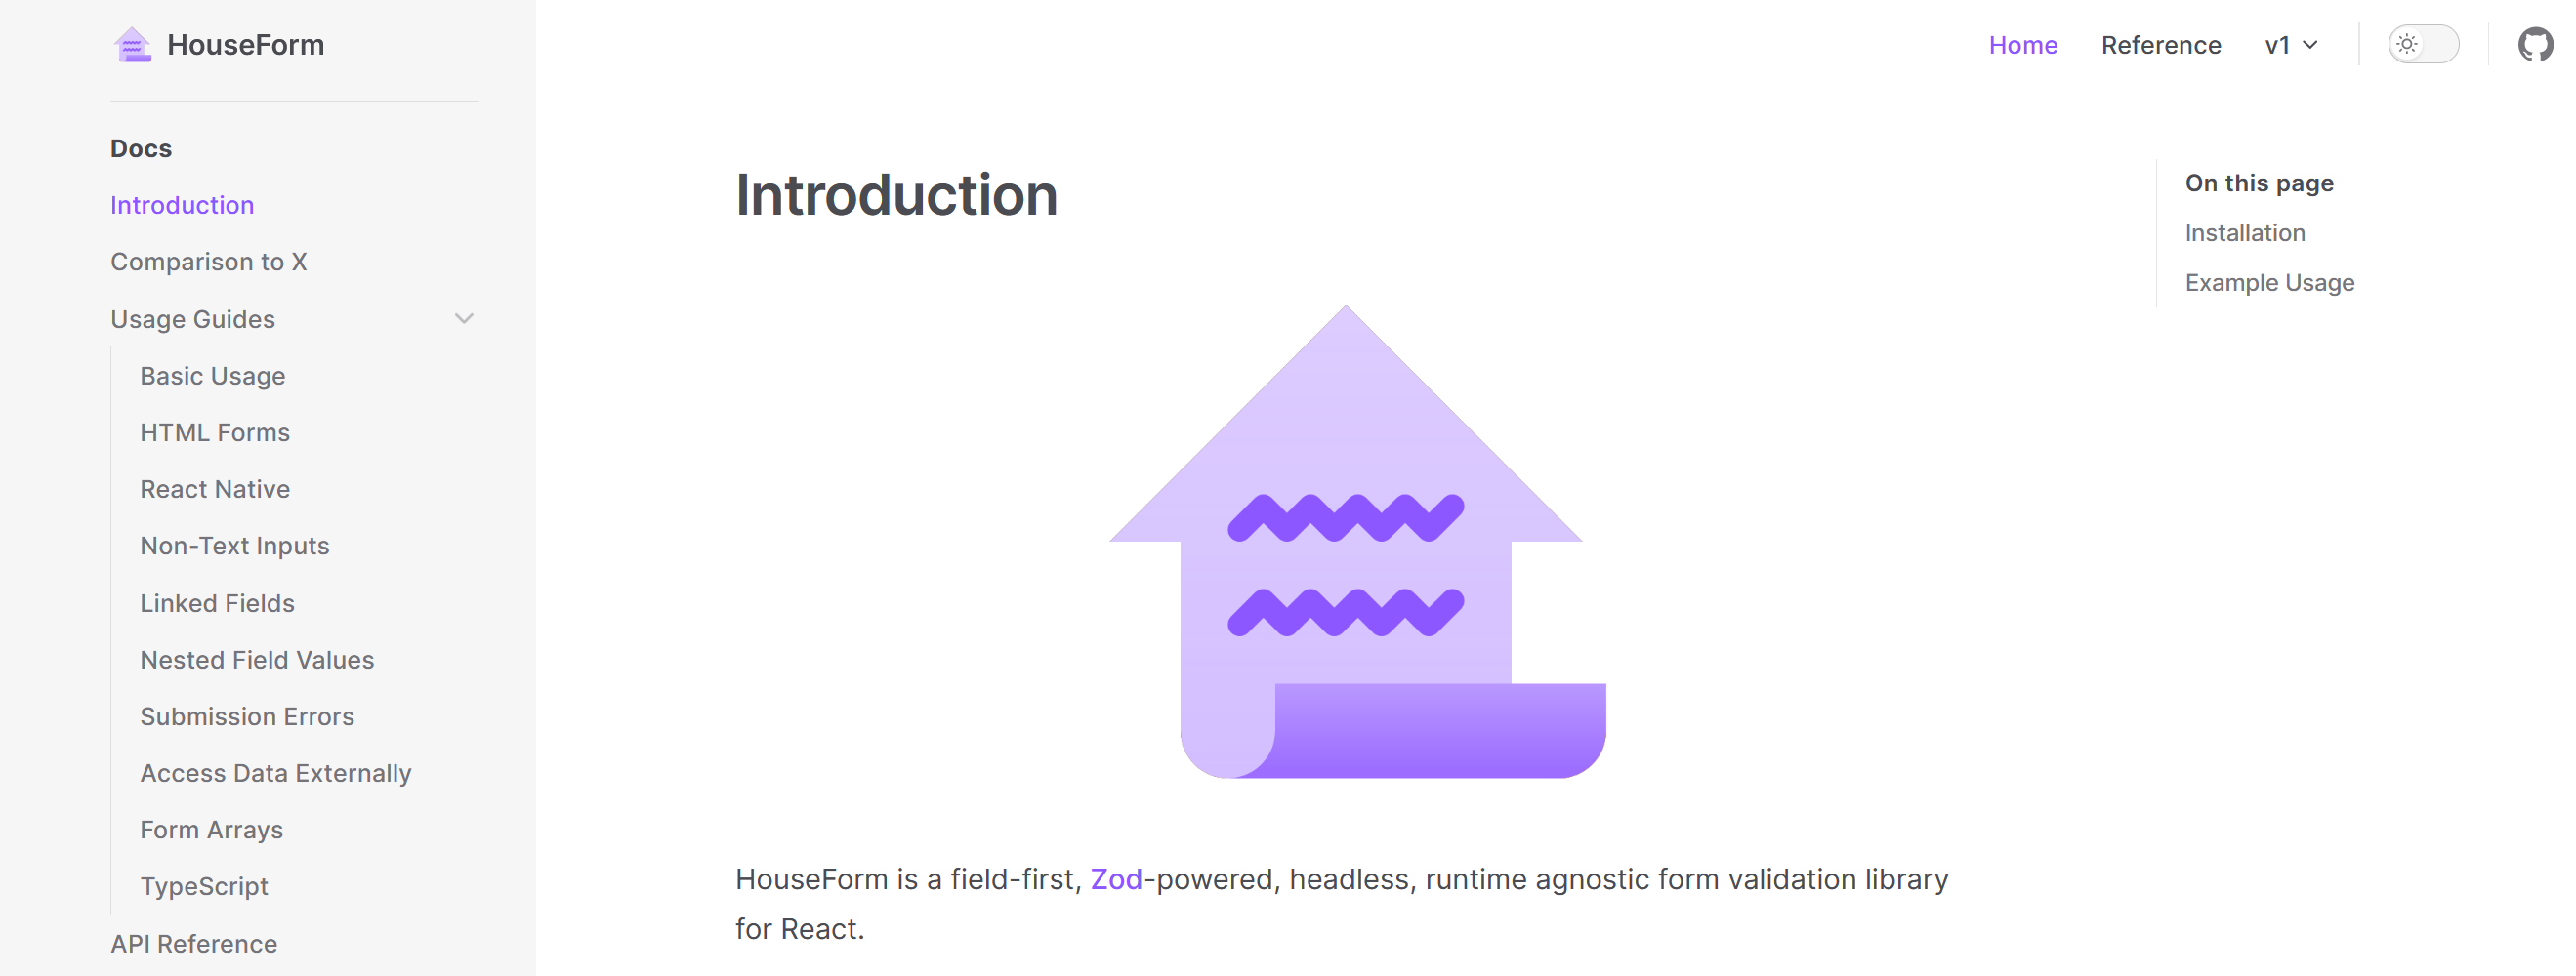 HouseForm
Docs
Introduction
Comparison to X
Usage Guides
Basic Usage
HTML Forms
React Native
Non-Text Inputs
Linked Fields
Nested Field Values
Submission Errors
Access Data Externally
Form Arrays
TypeScript
API Reference
Home Reference v1
Introduction
HouseForm is a field-first, Zod-powered, headless, runtime agnostic form validation library
for React.
On this page
Installation
Example Usage